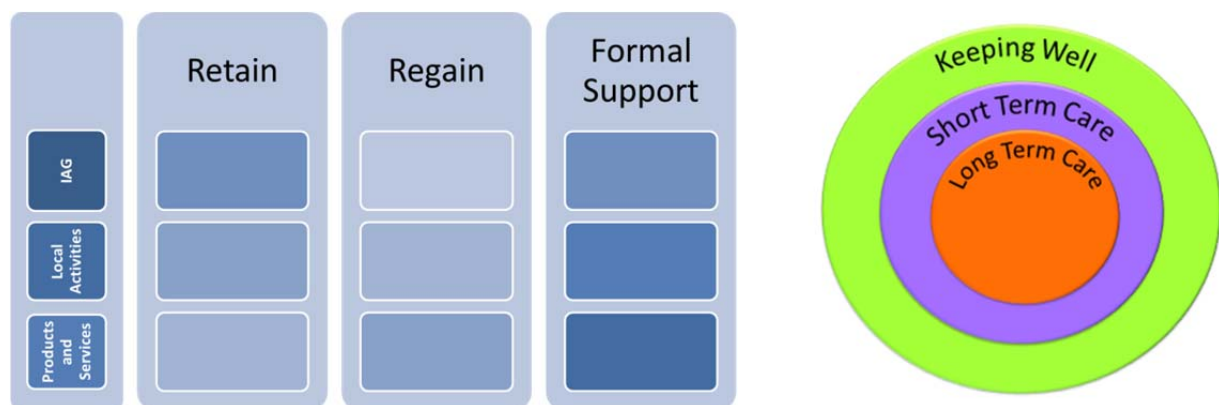 Retain
Regain
Formal
Support
IAG
Local
Activities
Products
and
Services
Keeping Well
Short Term Care
Long Term Care